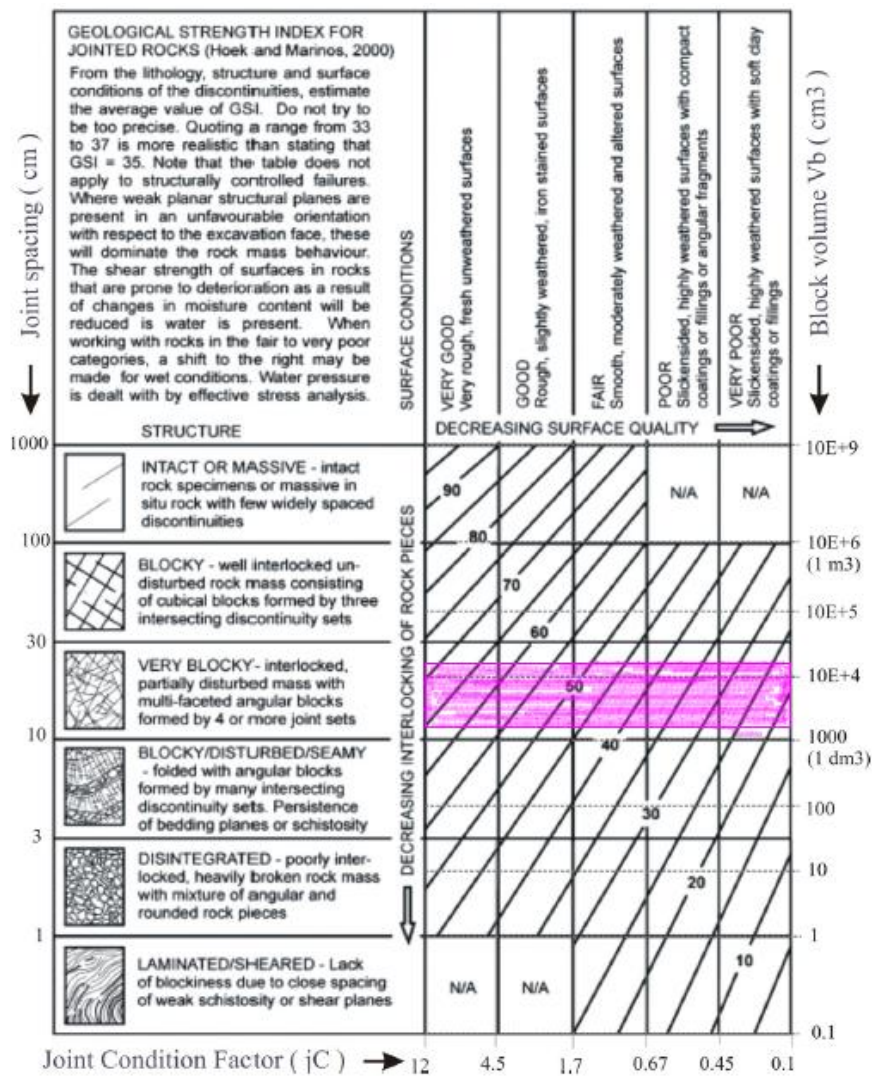 GEOLOGICAL STRENGTH INDEX FOR
JOINTED ROCKS (Hoek and Marinos, 2000)
From the lithology, structure and surface
conditions of the discontinuities, estimate
the average value of GSI. Do not try to
be too precise. Quoting a range from 33
to 37 is more realistic than stating that
GSI = 35. Note that the table does not
apply to structurally controlled failures.
Where weak planar structural planes are
present in an unfavourable orientation
with respect to the excavation face, these
will dominate the rock mass behaviour.
The shear strength of surfaces in rocks
that are prone to deterioration as a result
of changes in moisture content will be
reduced is water is present. When
working with rocks in the fair to very poor
categories, a shift to the right may be
made for wet conditions. Water pressure
is dealt with by effective stress analysis.
STRUCTURE
Joint spacing ( cm )
SURFACE CONDITIONS
VERY GOOD
Very rough, fresh unweathered surfaces
GOOD
Rough, slightly weathered, iron stained surfaces
FAIR
Smooth, moderately weathered and altered surfaces
POOR
Slickensided, highly weathered surfaces with compact
coatings or fillings or angular fragments
VERY POOR
Slickensided, highly weathered surfaces with soft clay
coatings or fillings
Block volume Vb ( cm3 )
DECREASING SURFACE QUALITY
DECREASING INTERLOCKING OF ROCK PIECES
1000
INTACT OR MASSIVE - intact
rock specimens or massive in
situ rock with few widely spaced
discontinuities
100
BLOCKY - well interlocked un-
disturbed rock mass consisting
of cubical blocks formed by three
intersecting discontinuity sets
30
VERY BLOCKY - interlocked,
partially disturbed mass with
multi-faceted angular blocks
formed by 4 or more joint sets
10
BLOCKY/DISTURBED/SEAMY
- folded with angular blocks
formed by many intersecting
discontinuity sets. Persistence
of bedding planes or schistosity
3
DISINTEGRATED - poorly inter-
locked, heavily broken rock mass
with mixture of angular and
rounded rock pieces
1
LAMINATED/SHEARED - Lack
of blockiness due to close spacing
of weak schistosity or shear planes
90
80
70
60
50
40
30
20
10
N/A
N/A
N/A
N/A
10E+9
10E+6
(1 m3)
10E+5
10E+4
1000
(1 dm3)
100
10
1
0.1
Joint Condition Factor ( jC )
12
4.5
1.7
0.67
0.45
0.1